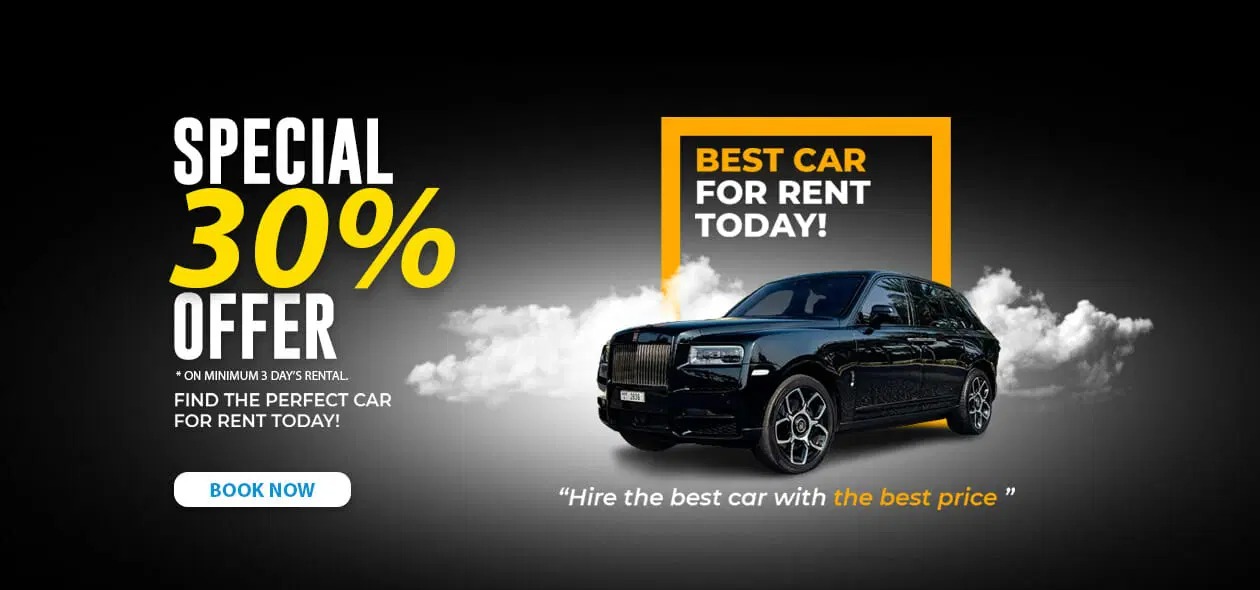 SPECIAL
30%
OFFER
* ON MINIMUM 3 DAY'S RENTAL.
FIND THE PERFECT CAR
FOR RENT TODAY!
BOOK NOW
BEST CAR
FOR RENT
TODAY!
“Hire the best car with the best price ”